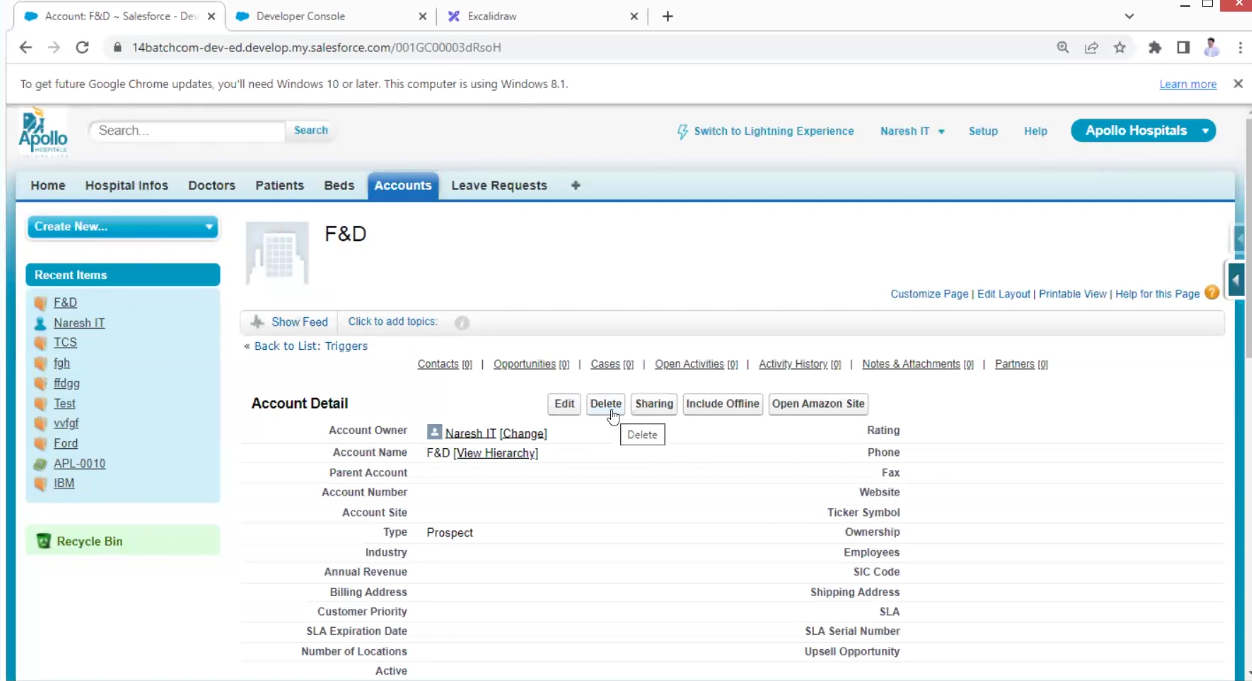 Account: F&D ~ Salesforce - Dev
Developer Console
Excalidraw
14batchcom-dev-ed.develop.my.salesforce.com/001GC00003dRsoH
To get future Google Chrome updates, you'll need Windows 10 or later. This computer is using Windows 8.1.
Learn more
Apollo
HOSPITALS
Search...
Search
Switch to Lightning Experience
Naresh IT
Setup
Help
Apollo Hospitals
Home
Hospital Infos
Doctors
Patients
Beds
Accounts
Leave Requests
Create New...
F&D
Recent Items
F&D
Naresh IT
TCS
fgh
ffdgg
Test
vvfgf
Ford
APL-0010
IBM
Recycle Bin
Customize Page | Edit Layout | Printable View | Help for this Page ?
Show Feed
Click to add topics:
« Back to List: Triggers
Contacts [0] | Opportunities [0] | Cases [0] | Open Activities [0] | Activity History [0] | Notes & Attachments [0] | Partners [0]
Account Detail
Edit
Delete
Sharing
Include Offline
Open Amazon Site
Delete
Account Owner Naresh IT [Change] Rating
Account Name F&D [View Hierarchy] Phone
Parent Account Fax
Account Number Website
Account Site Ticker Symbol
Type Prospect Ownership
Industry Employees
Annual Revenue SIC Code
Billing Address Shipping Address
Customer Priority SLA
SLA Expiration Date SLA Serial Number
Number of Locations Upsell Opportunity
Active